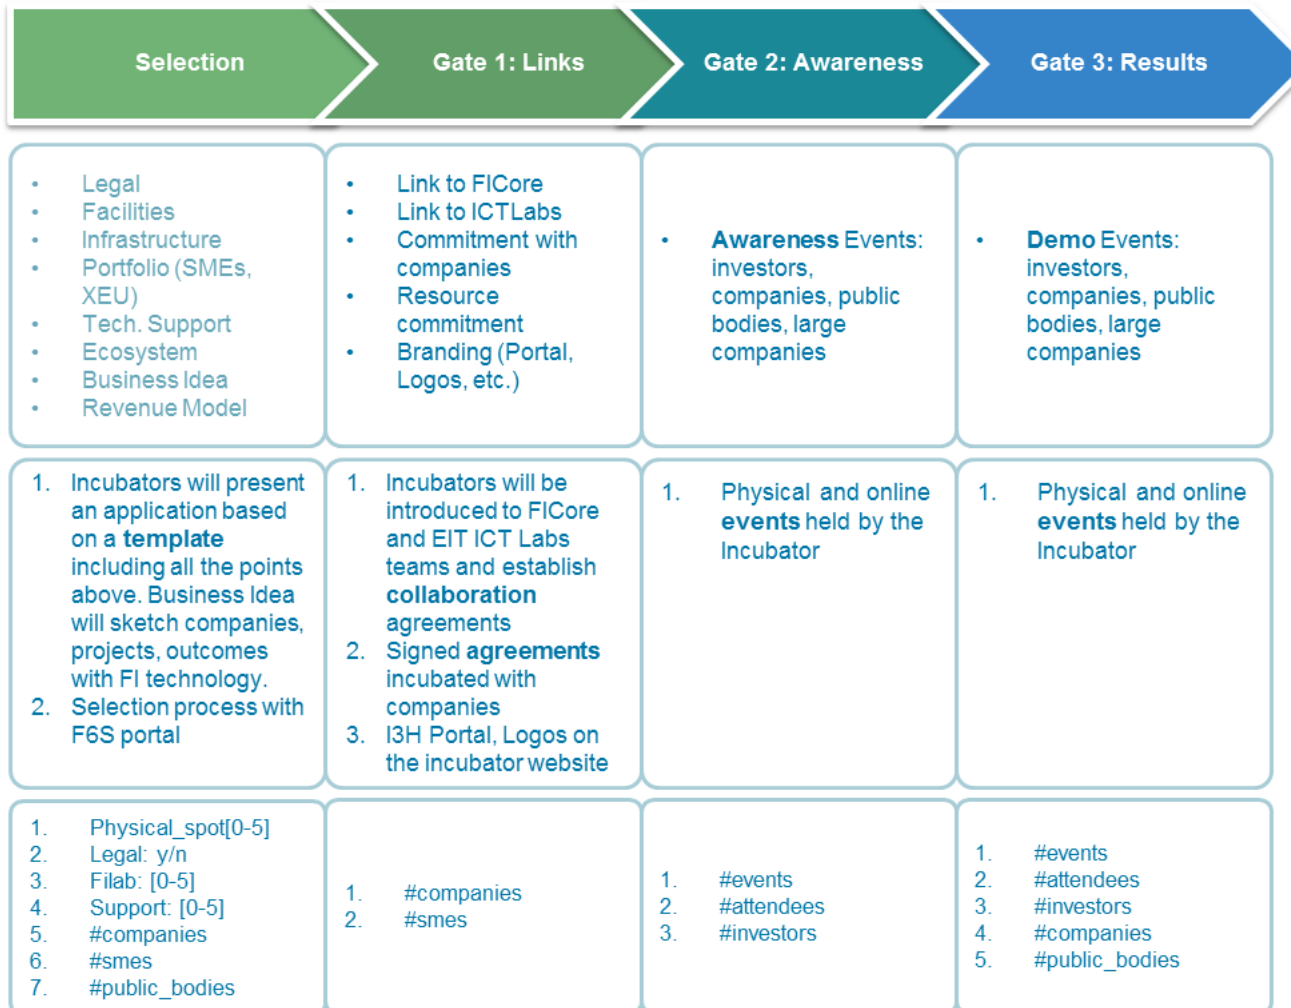 Selection
Gate 1: Links
Gate 2: Awareness
Gate 3: Results
• Legal
• Facilities
• Infrastructure
• Portfolio (SMEs,
XEU)
• Tech. Support
• Ecosystem
• Business Idea
• Revenue Model
• Link to FICore
• Link to ICTLabs
• Commitment with
companies
• Resource
commitment
• Branding (Portal,
Logos, etc.)
• Awareness Events:
investors,
companies, public
bodies, large
companies
• Demo Events:
investors,
companies, public
bodies, large
companies
1. Incubators will present
an application based
on a template
including all the points
above. Business Idea
will sketch companies,
projects, outcomes
with FI technology.
2. Selection process with
F6S portal
1. Incubators will be
introduced to FICore
and EIT ICT Labs
teams and establish
collaboration
agreements
2. Signed agreements
incubated with
companies
3. I3H Portal, Logos on
the incubator website
1. Physical and online
events held by the
Incubator
1. Physical and online
events held by the
Incubator
1. Physical_spot[0-5]
2. Legal: y/n
3. Filab: [0-5]
4. Support: [0-5]
5. #companies
6. #smes
7. #public_bodies
1. #companies
2. #smes
1. #events
2. #attendees
3. #investors
1. #events
2. #attendees
3. #investors
4. #companies
5. #public_bodies